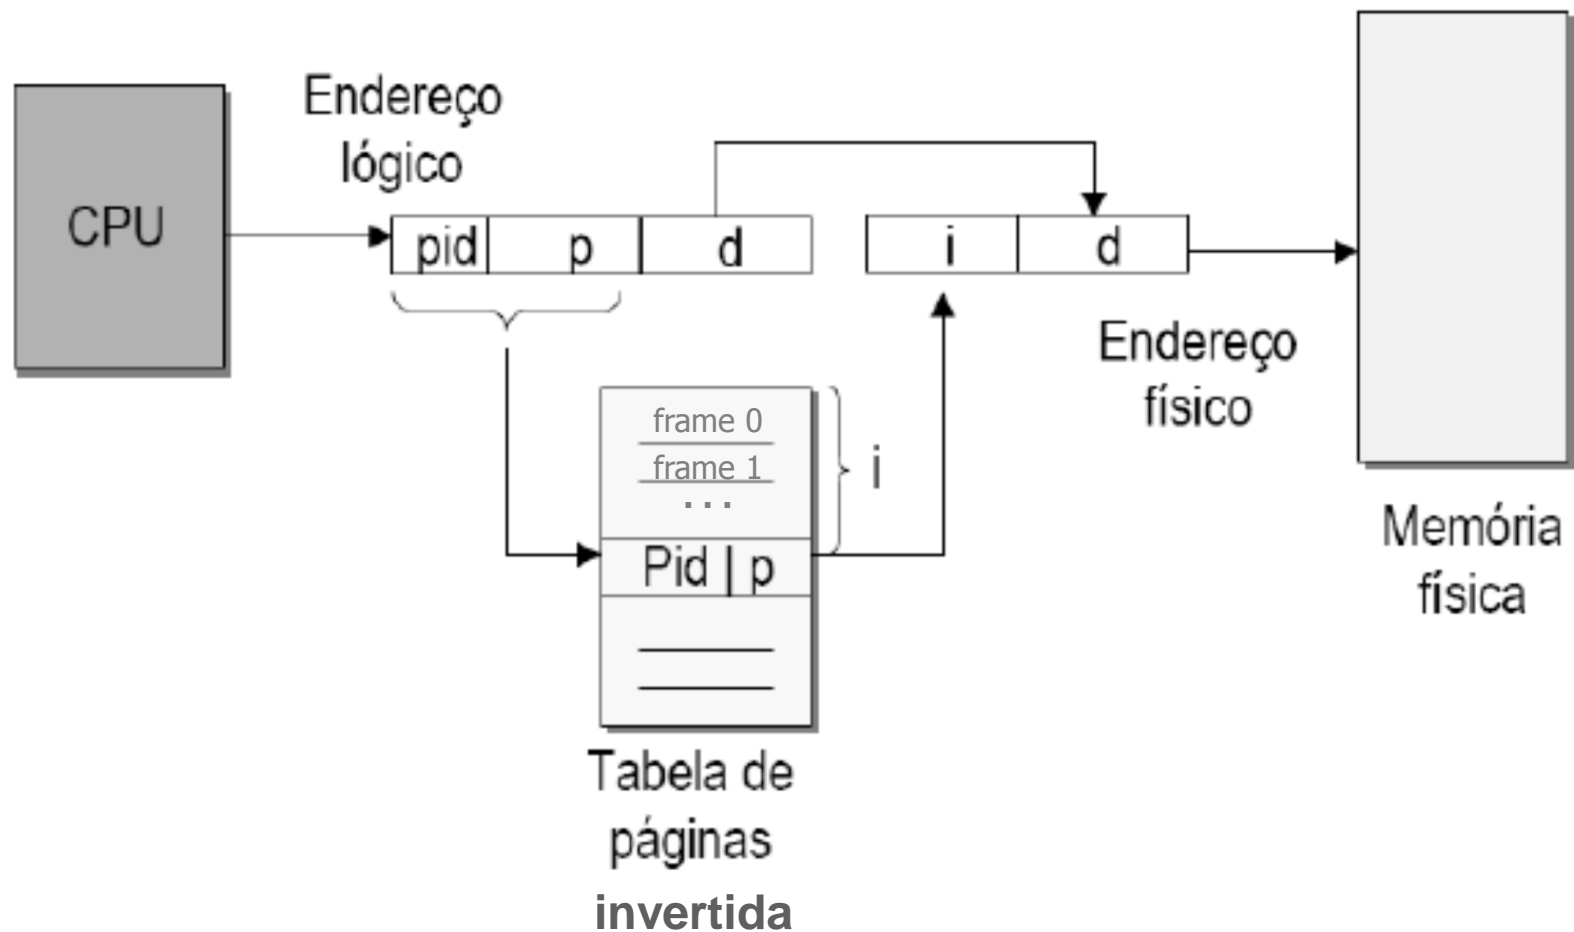 CPU
Endereço
lógico
pid p d
i d
Endereço
físico
frame 0
frame 1
...
i
Pid | p
Tabela de
páginas
invertida
Memória
física